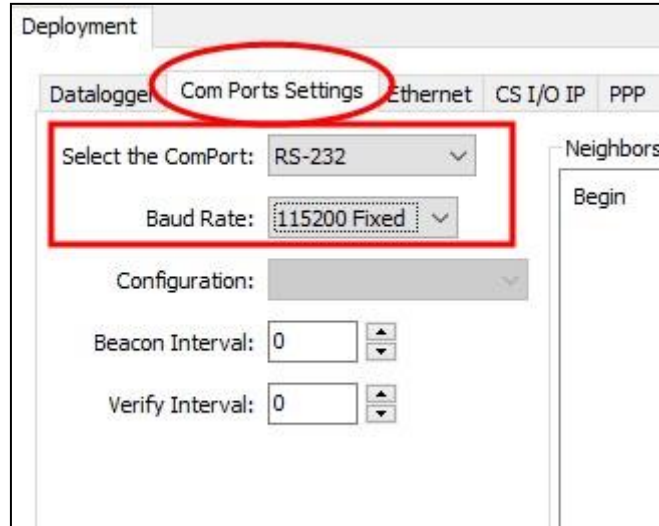 Deployment
Datalogger Com Ports Settings Ethernet CS I/O IP PPP
Select the ComPort: RS-232
Neighbors
Baud Rate: 115200 Fixed
Begin
Configuration:
Beacon Interval: 0
Verify Interval: 0